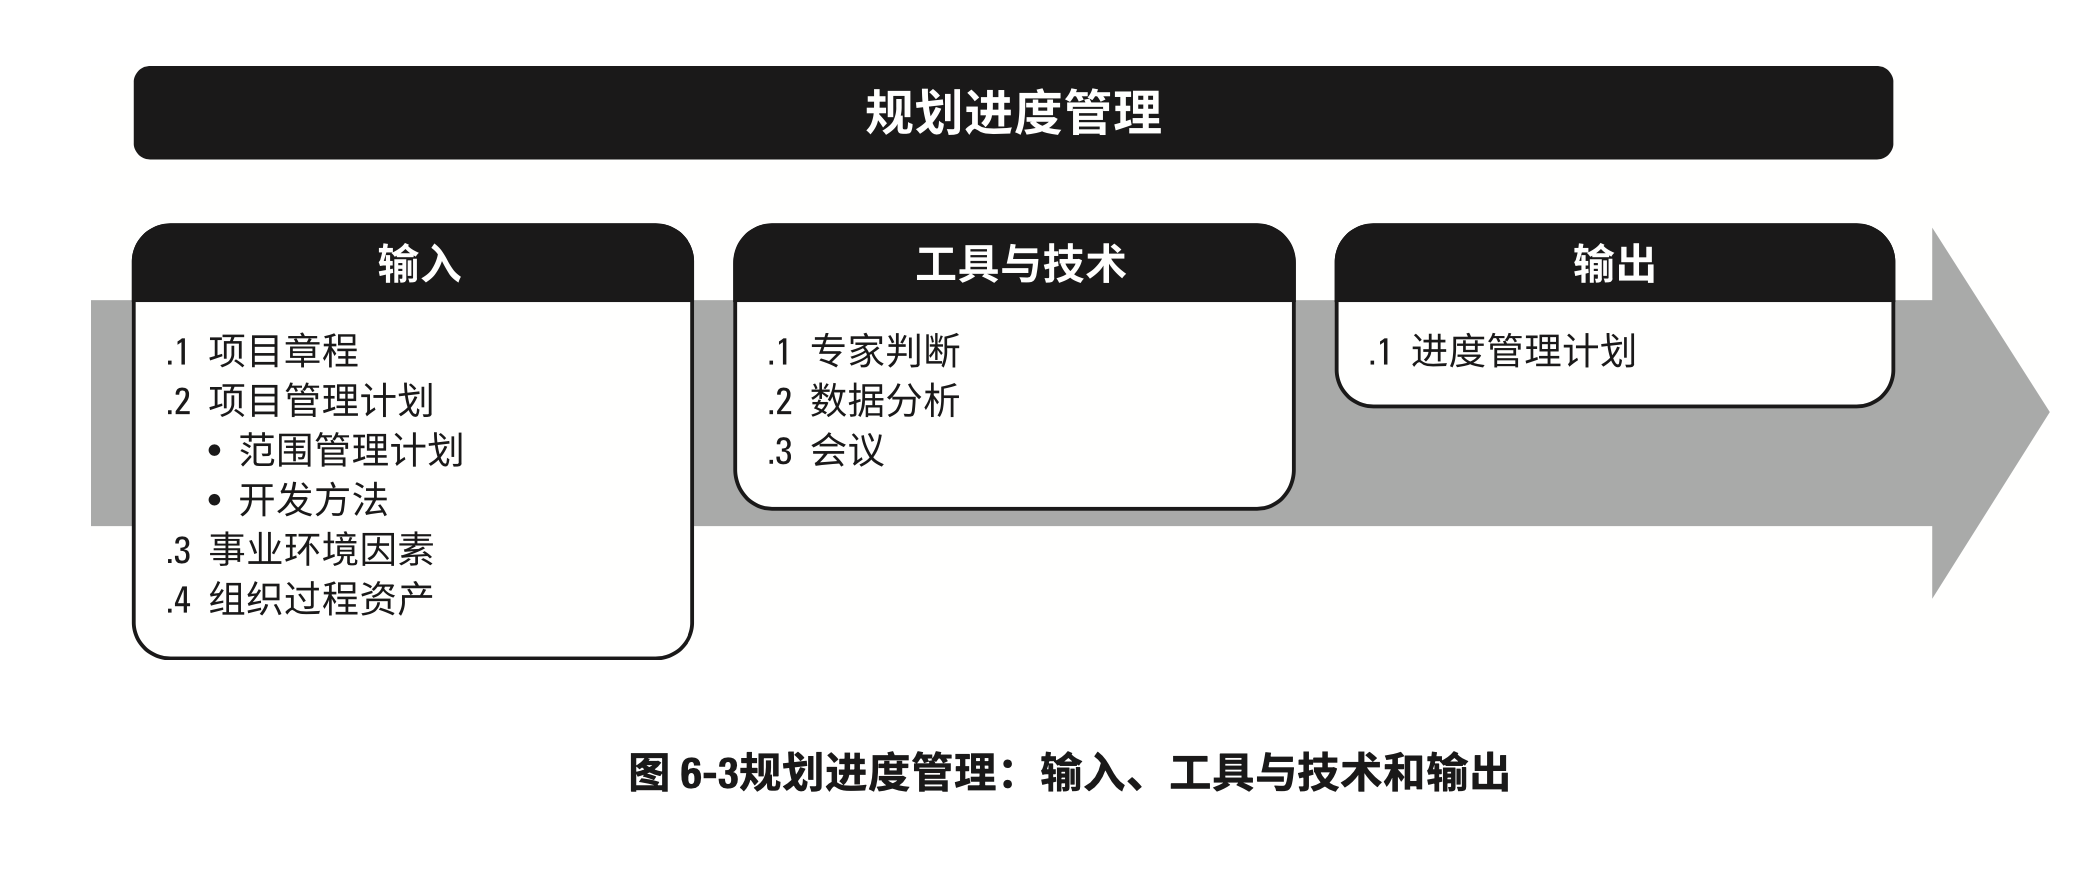 规划进度管理
输入
.1 项目章程
.2 项目管理计划
• 范围管理计划
• 开发方法
.3 事业环境因素
.4 组织过程资产
工具与技术
.1 专家判断
.2 数据分析
.3 会议
输出
.1 进度管理计划
图 6-3规划进度管理：输入、工具与技术和输出